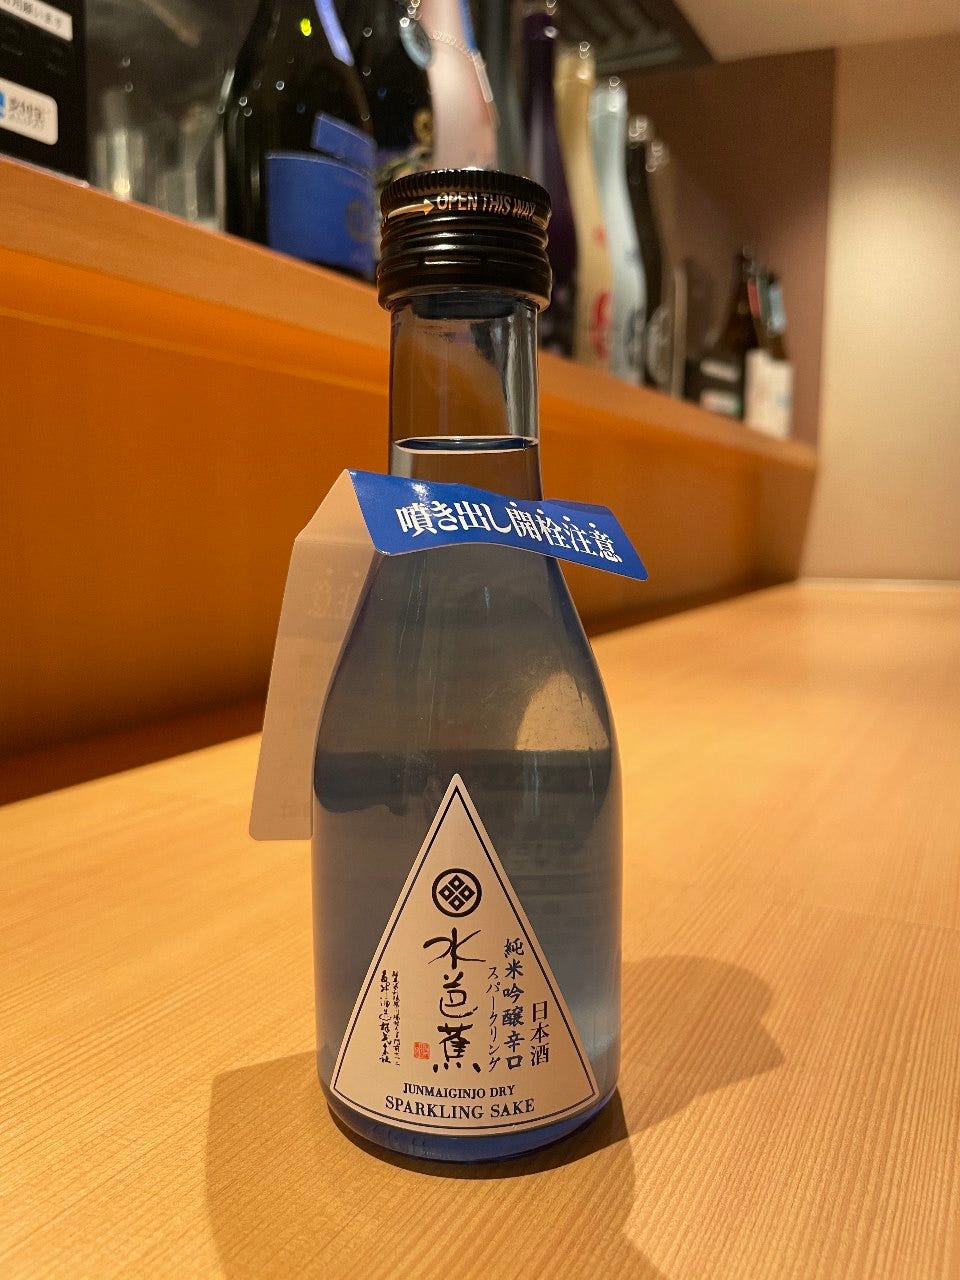 OPEN THIS WAY
噴き出し開栓注意
日本酒
純米吟醸辛口
スパークリング
水芭蕉
JUNMAIGINJO DRY
SPARKLING SAKE